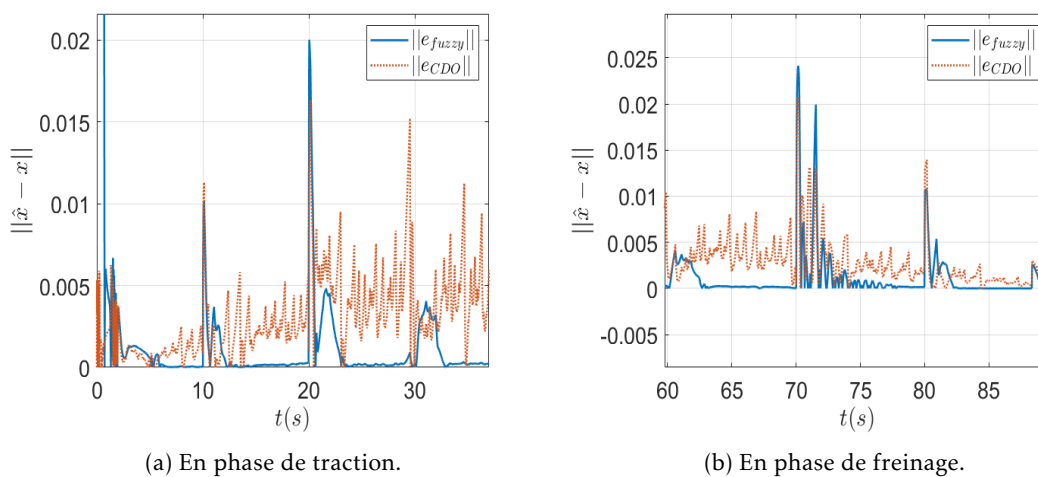 ||e_fuzzy||
||e_CDO||
0.02
0.015
0.01
0.005
0
||x̂ − x||
0 10 20 30
t(s)
(a) En phase de traction.
||e_fuzzy||
||e_CDO||
0.025
0.02
0.015
0.01
0.005
0
-0.005
||x̂ − x||
60 65 70 75 80 85
t(s)
(b) En phase de freinage.